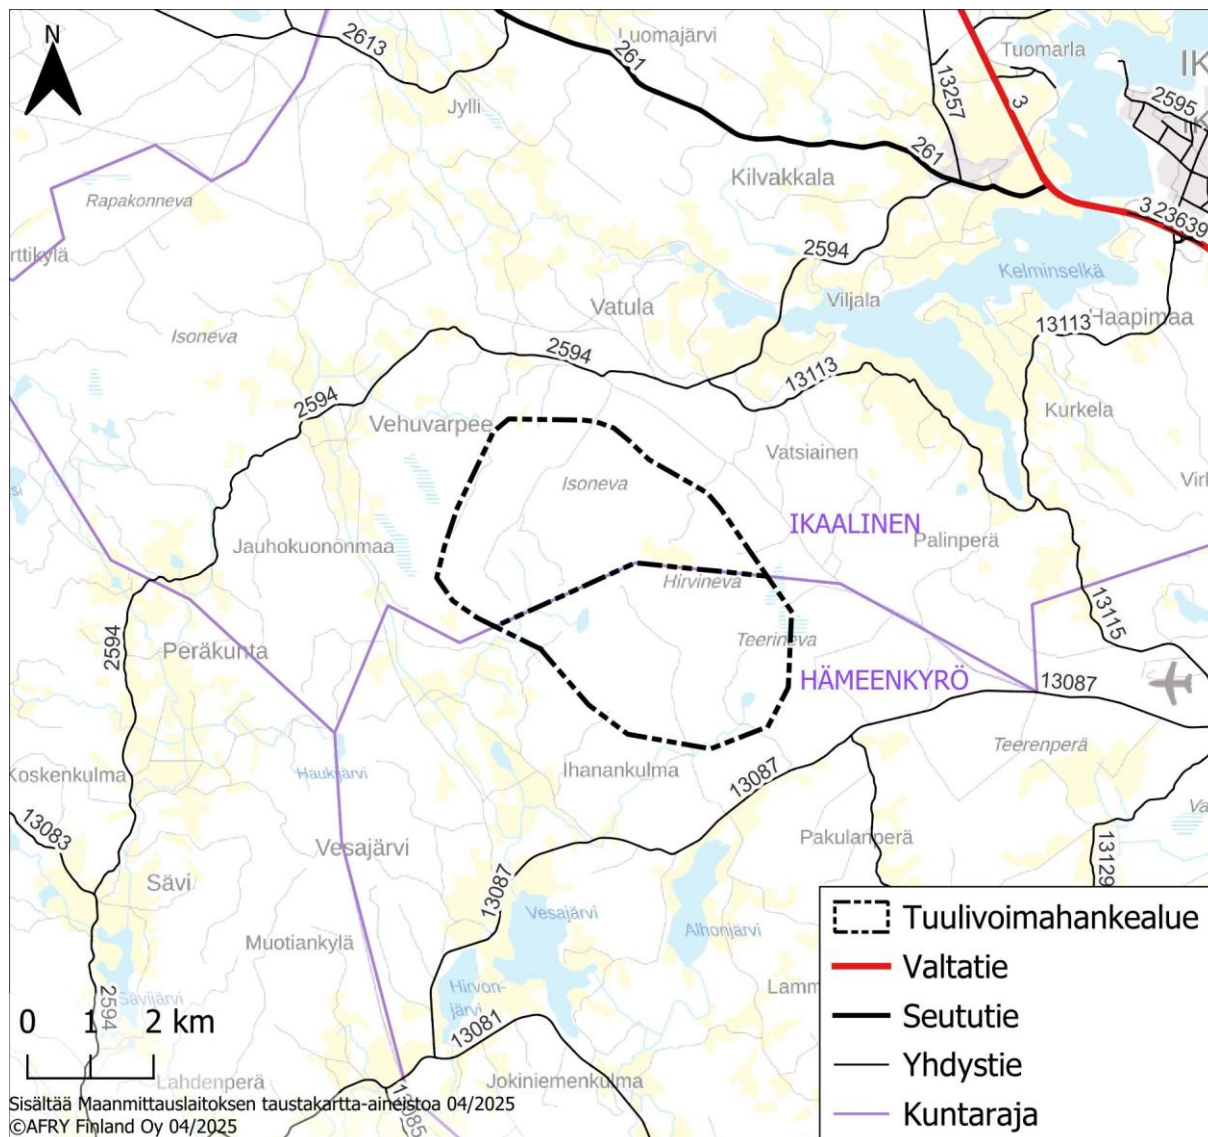 N
2613
261
Luomajärvi
Tuomarla
IK
13257
3
2595
Jylli
261
Kilvakkala
Rapakonneva
3
23639
rttikylä
2594
Kelminselkä
Viljala
Vatula
13113
Haapimaa
Isoneva
2594
13113
2594
Vehuvarpee
Kurkela
Vatsiainen
Isoneva
IKAALINEN
Palinperä
Jauhokuononmaa
Hirvineva
13115
2594
Peräkunta
Teerineva
HÄMEENKYRÖ
13087
Teerenperä
Koskenkulma
Haukijärvi
Ihanankulma
13087
13083
Vesajärvi
Pakulanperä
13129
Sävi
13087
Vesajärvi
Alhonjärvi
Muotiankylä
Lamm
Hirvon-
järvi
Sävijärvi
2594
13081
Lahdenperä
Jokiniemenkulma
13085
0 1 2 km
Tuulivoimahankealue
Valtatie
Seututie
Yhdystie
Kuntaraja
Sisältää Maanmittauslaitoksen taustakartta-aineistoa 04/2025
©AFRY Finland Oy 04/2025